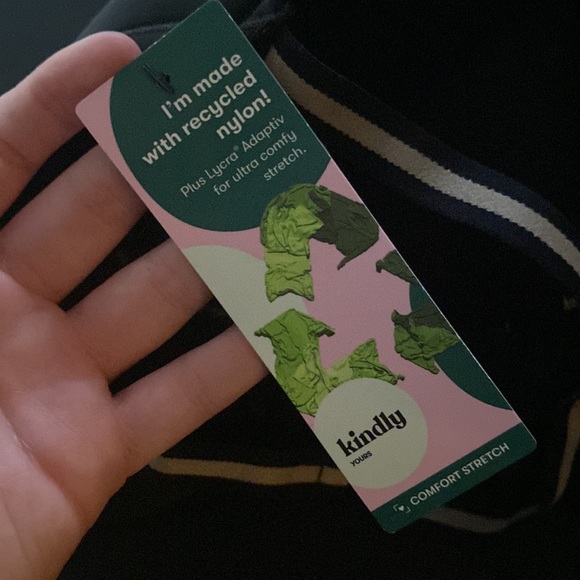 I'm made
with recycled
nylon!
Plus Lycra® Adaptiv
for ultra comfy
stretch.
kindly
YOURS
COMFORT STRETCH